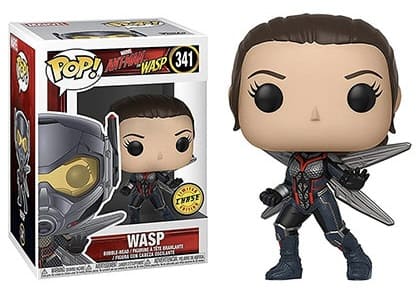 POP!
MARVEL
ANT-MAN AND THE WASP
341
LIMITED
CHASE
EDITION
WASP
BOBBLE-HEAD / FIGURINE À TÊTE BRANLANTE
/ FIGURA CON CABEZA OSCILANTE